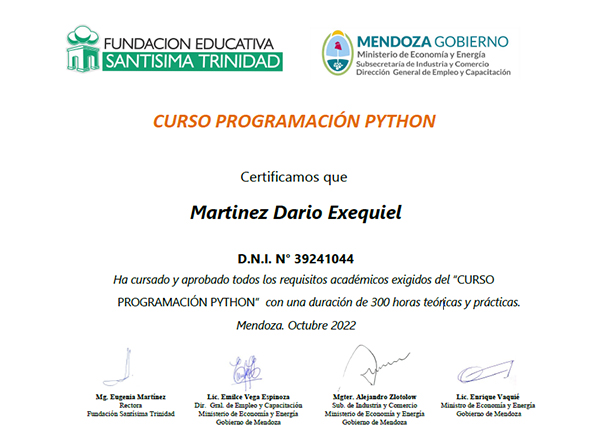 FUNDACION EDUCATIVA
SANTISIMA TRINIDAD
MENDOZA GOBIERNO
Ministerio de Economía y Energía
Subsecretaría de Industria y Comercio
Dirección General de Empleo y Capacitación
CURSO PROGRAMACIÓN PYTHON
Certificamos que
Martinez Dario Exequiel
D.N.I. N° 39241044
Ha cursado y aprobado todos los requisitos académicos exigidos del "CURSO
PROGRAMACIÓN PYTHON" con una duración de 300 horas teóricas y prácticas.
Mendoza. Octubre 2022
Mg. Eugenia Martínez
Rectora
Fundación Santísima Trinidad
Lic. Emilce Vega Espinoza
Dir. Gral. de Empleo y Capacitación
Ministerio de Economía y Energía
Gobierno de Mendoza
Mgter. Alejandro Zlotolow
Sub. de Industria y Comercio
Ministerio de Economía y Energía
Gobierno de Mendoza
Lic. Enrique Vaquié
Ministro de Economía y Energía
Gobierno de Mendoza